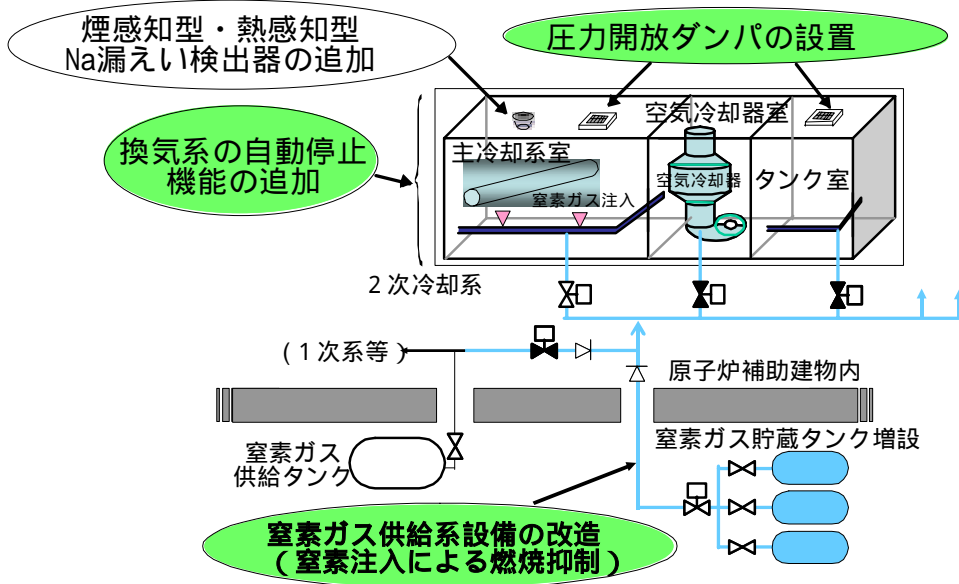 煙感知型・熱感知型
Na漏えい検出器の追加
圧力開放ダンパの設置
換気系の自動停止
機能の追加
空気冷却器室
主冷却系室
空気冷却器
タンク室
窒素ガス注入
2次冷却系
(1次系等)
原子炉補助建物内
窒素ガス
供給タンク
窒素ガス貯蔵タンク増設
窒素ガス供給系設備の改造
(窒素注入による燃焼抑制)